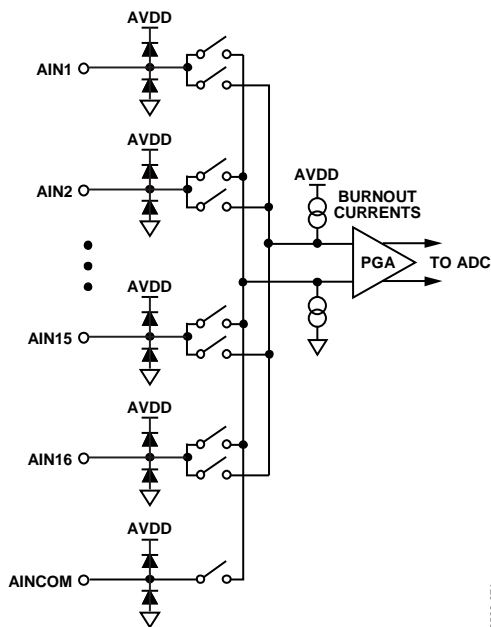 AVDD
AIN1
AVDD
AIN2
AVDD
BURNOUT
CURRENTS
PGA
TO ADC
AVDD
AIN15
AVDD
AIN16
AVDD
AINCOM